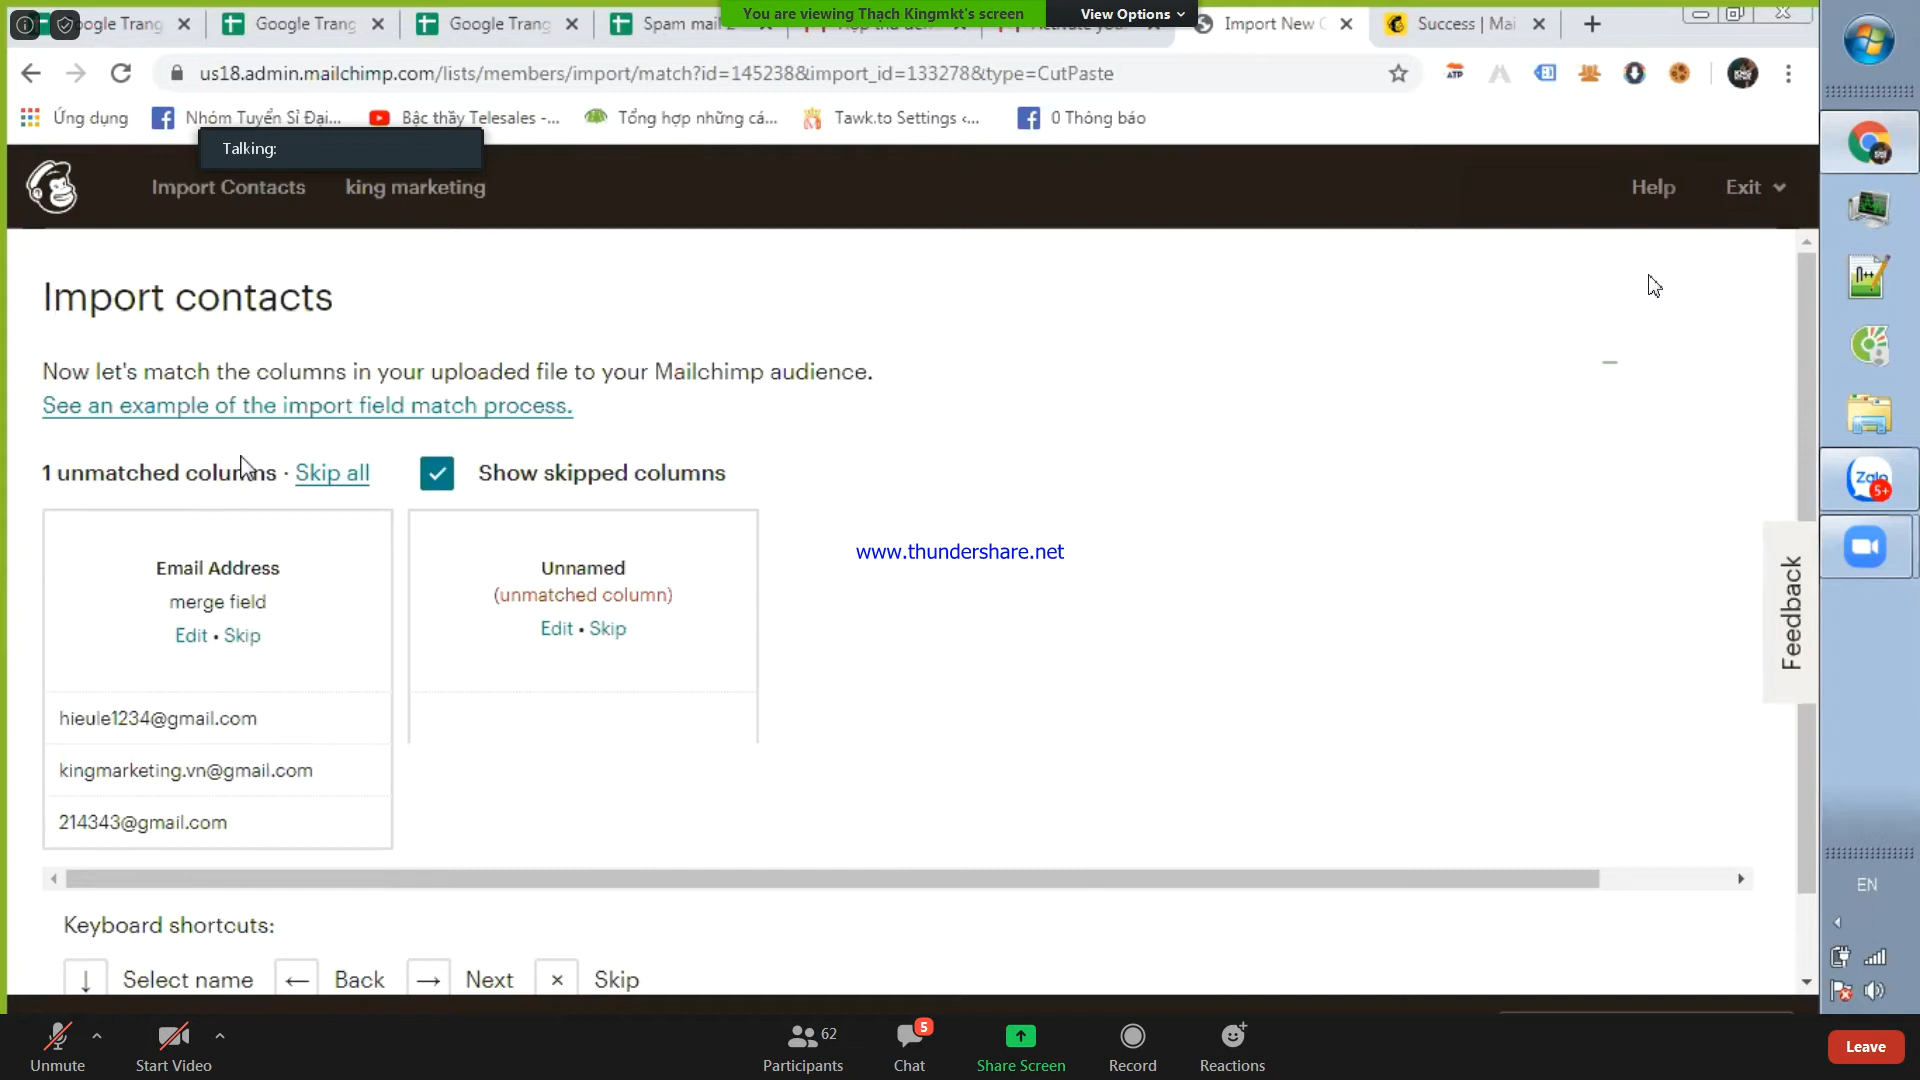 You are viewing Thạch Kingmkt's screen
View Options
Google Trang
Google Trang
Google Trang
Spam mail
Import New C
Success | Mai
us18.admin.mailchimp.com/lists/members/import/match?id=145238&import_id=133278&type=CutPaste
Ứng dụng
Nhóm Tuyển Sỉ Đại...
Bậc thầy Telesales -...
Tổng hợp những cá...
Tawk.to Settings ‹...
0 Thông báo
Talking:
Import Contacts
king marketing
Help
Exit
Import contacts
Now let's match the columns in your uploaded file to your Mailchimp audience.
See an example of the import field match process.
1 unmatched columns · Skip all
Show skipped columns
Email Address
merge field
Edit • Skip
hieule1234@gmail.com
kingmarketing.vn@gmail.com
214343@gmail.com
Unnamed
(unmatched column)
Edit • Skip
www.thundershare.net
Feedback
Keyboard shortcuts:
↓ Select name ← Back → Next × Skip
ATP
Zalo
5+
EN
Unmute
Start Video
62
Participants
5
Chat
Share Screen
Record
Reactions
Leave